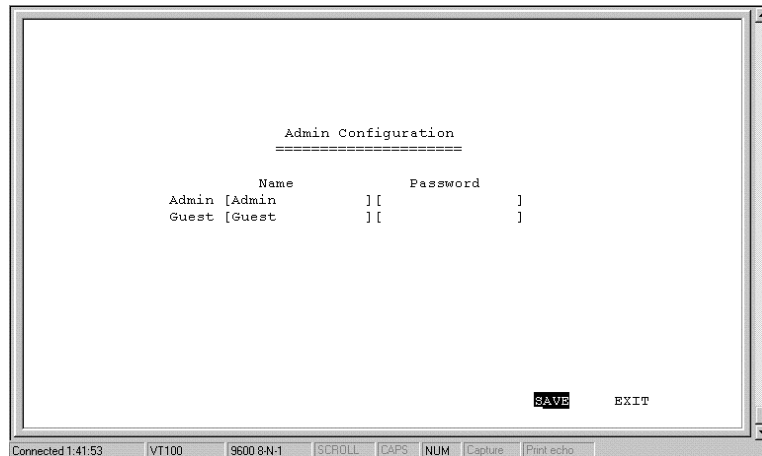 Admin Configuration
=====================
Name Password
Admin [Admin ][ ]
Guest [Guest ][ ]
SAVE EXIT
Connected 1:41:53 VT100 9600 8-N-1 SCROLL CAPS NUM Capture Print echo